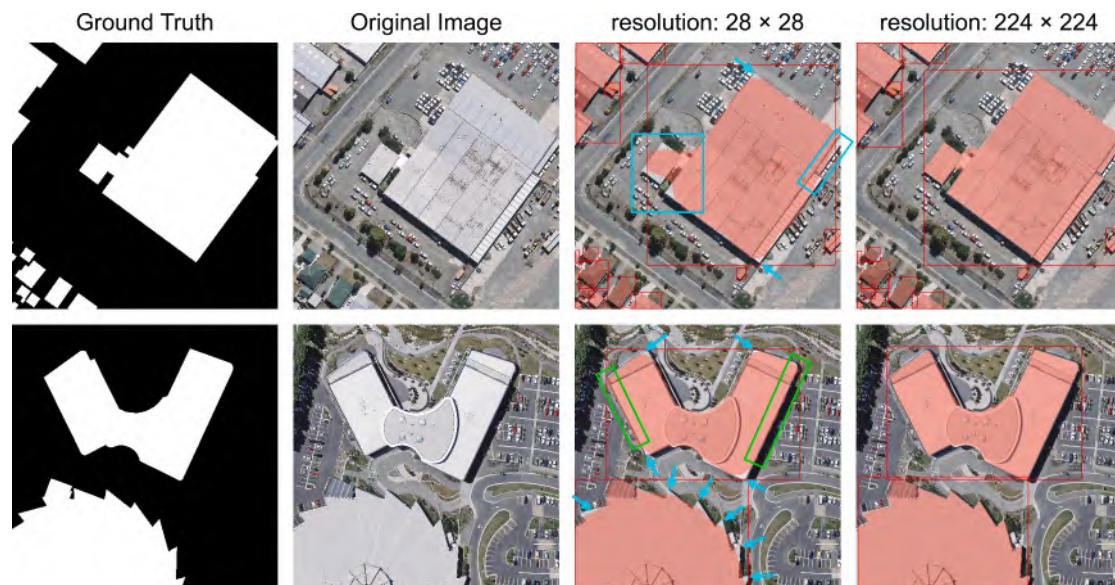 Ground Truth
Original Image
resolution: 28 × 28
resolution: 224 × 224